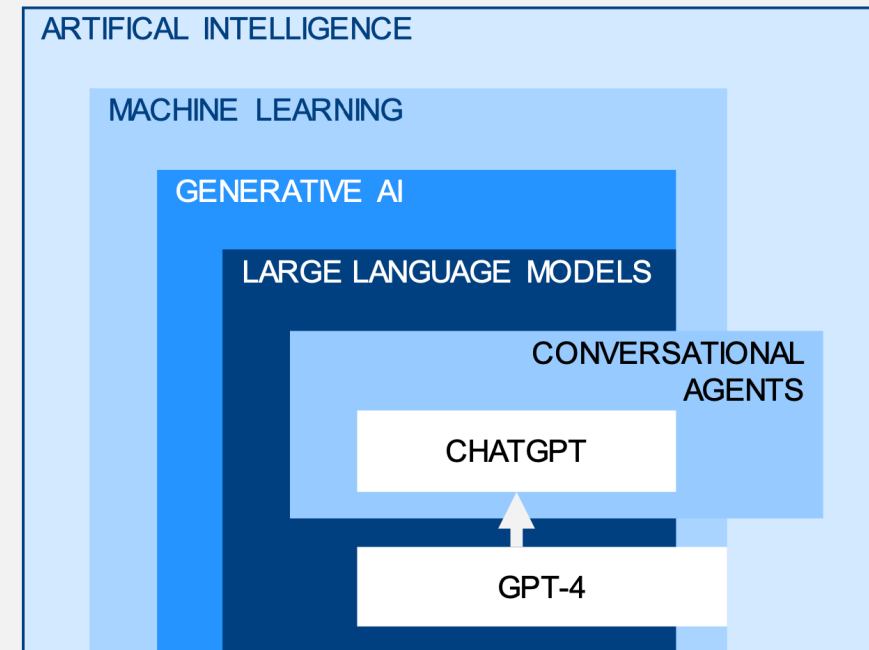 ARTIFICAL INTELLIGENCE
MACHINE LEARNING
GENERATIVE AI
LARGE LANGUAGE MODELS
CONVERSATIONAL
AGENTS
CHATGPT
GPT-4